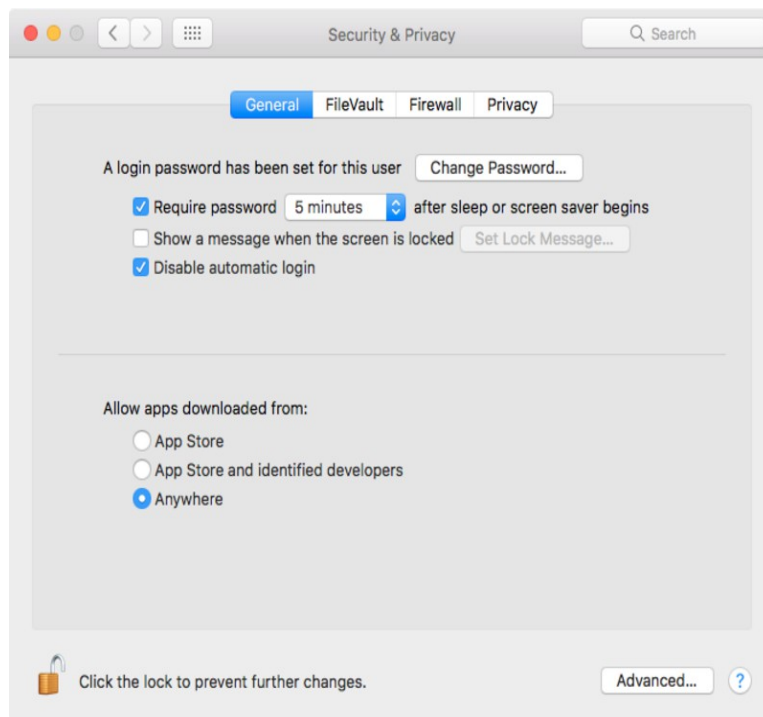 Security & Privacy
Search
General FileVault Firewall Privacy
A login password has been set for this user Change Password...
Require password 5 minutes after sleep or screen saver begins
Show a message when the screen is locked Set Lock Message...
Disable automatic login
Allow apps downloaded from:
App Store
App Store and identified developers
Anywhere
Click the lock to prevent further changes. Advanced... ?